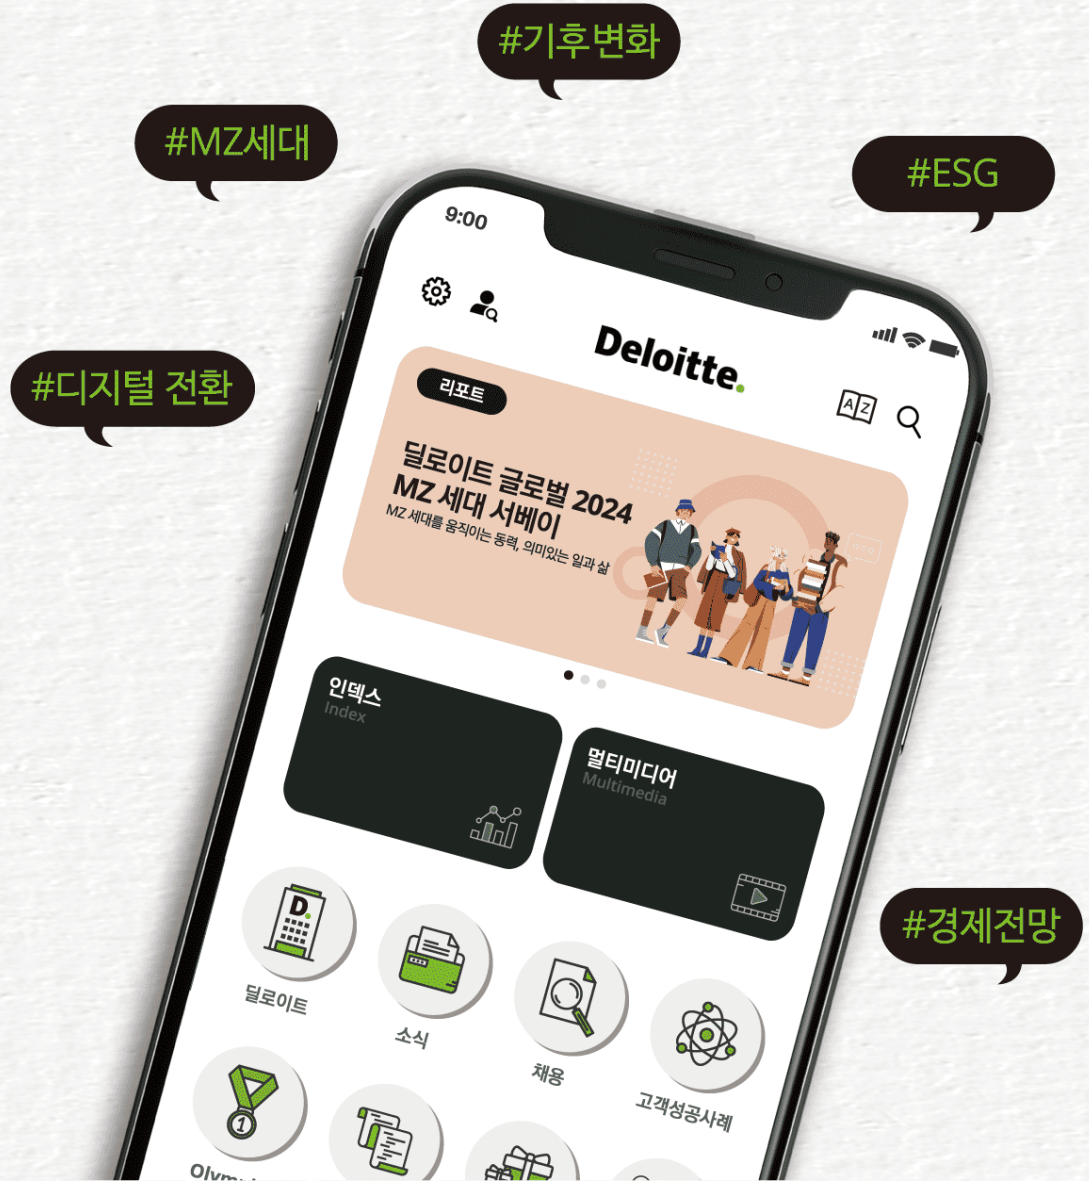 #기후변화
#MZ세대
#ESG
#디지털 전환
9:00
Deloitte.
A Z
리포트
딜로이트 글로벌 2024
MZ 세대 서베이
MZ 세대를 움직이는 동력, 의미있는 일과 삶
인덱스
Index
멀티미디어
Multimedia
#경제전망
D.
딜로이트
소식
채용
고객성공사례
1